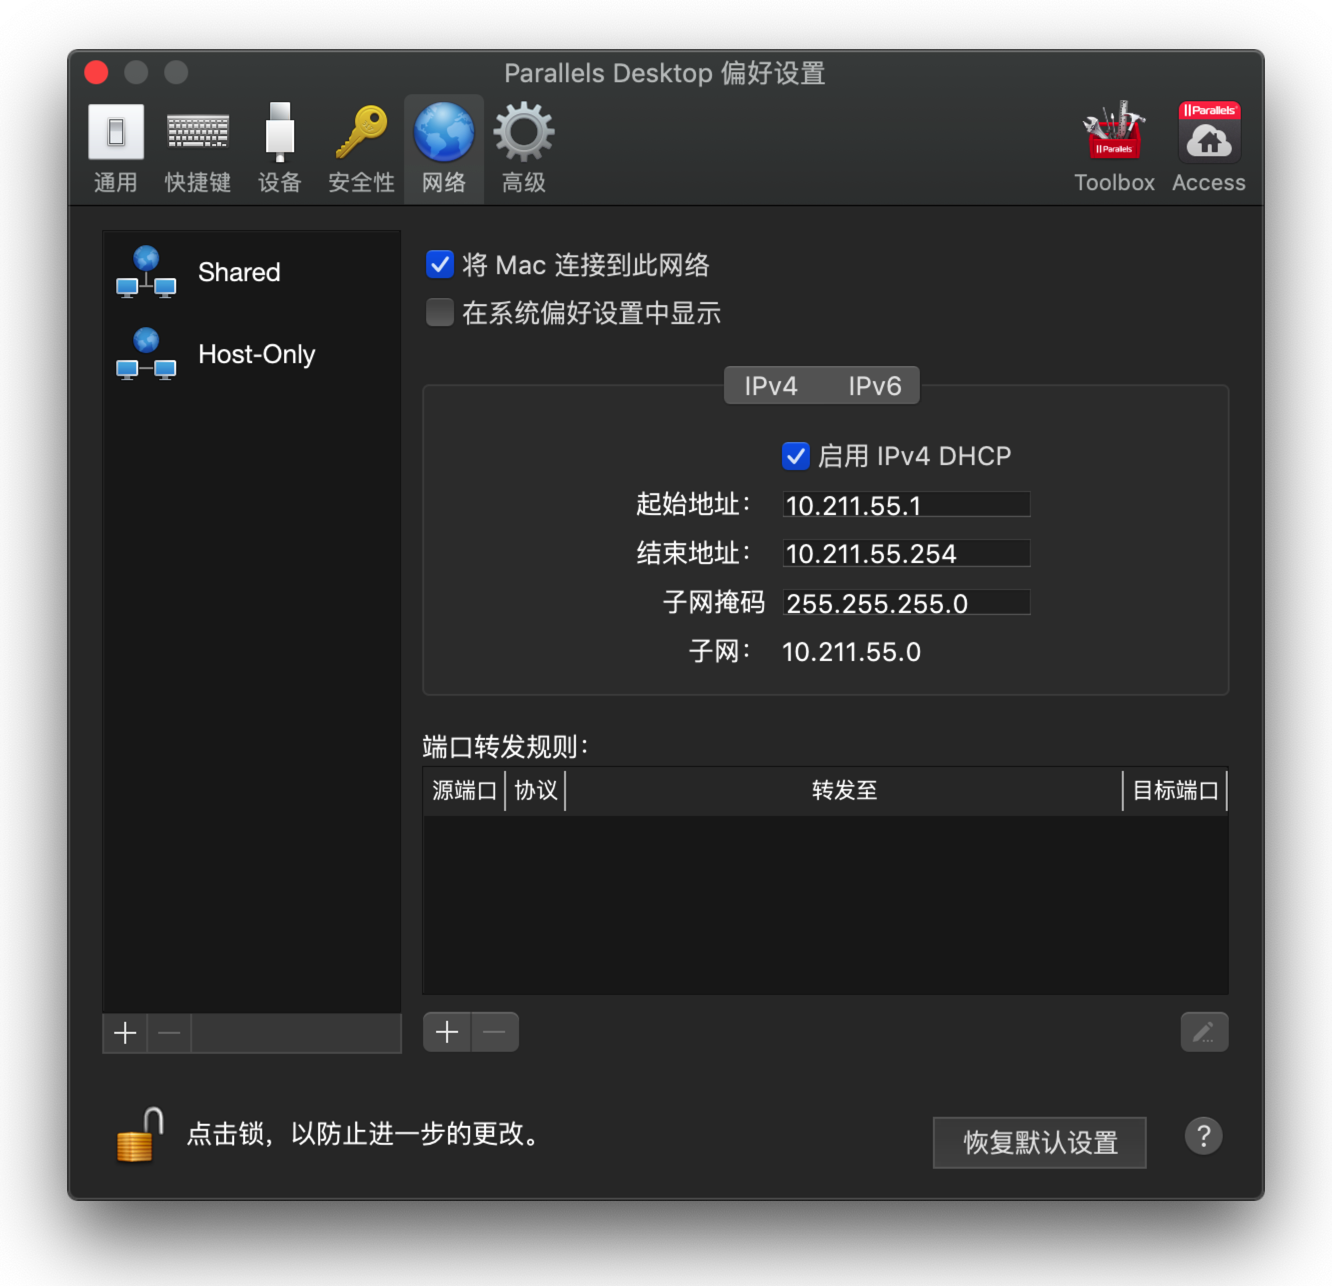 Parallels Desktop 偏好设置
通用 快捷键 设备 安全性 网络 高级 Toolbox Access
|| Parallels
|| Parallels
Shared
Host-Only
将 Mac 连接到此网络
在系统偏好设置中显示
IPv4 IPv6
启用 IPv4 DHCP
起始地址： 10.211.55.1
结束地址： 10.211.55.254
子网掩码 255.255.255.0
子网： 10.211.55.0
端口转发规则：
源端口 协议 转发至 目标端口
点击锁，以防止进一步的更改。
恢复默认设置 ?